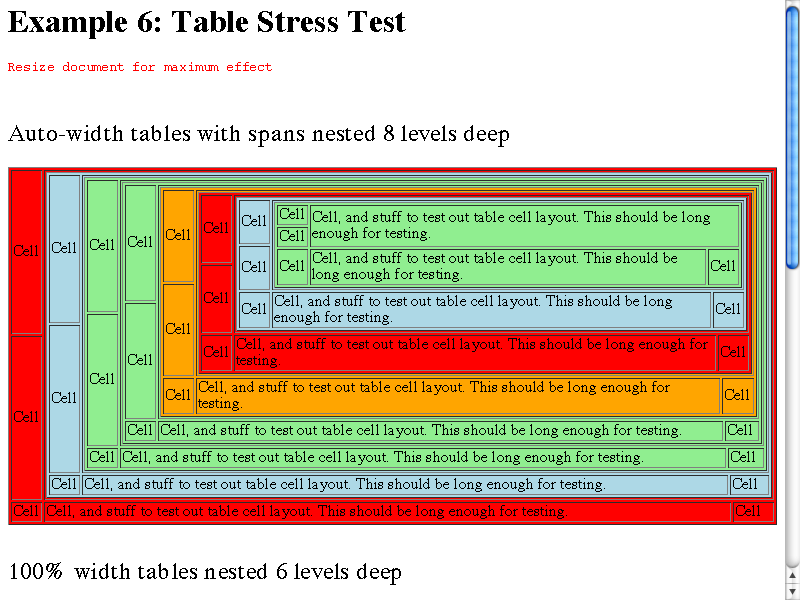 Example 6: Table Stress Test
Resize document for maximum effect
Auto-width tables with spans nested 8 levels deep
Cell
Cell
Cell
Cell
Cell
Cell
Cell
Cell
Cell, and stuff to test out table cell layout. This should be long
enough for testing.
Cell
Cell
Cell
Cell, and stuff to test out table cell layout. This should be
long enough for testing.
Cell
Cell
Cell
Cell
Cell, and stuff to test out table cell layout. This should be long
enough for testing.
Cell
Cell
Cell
Cell, and stuff to test out table cell layout. This should be long enough for
testing.
Cell
Cell
Cell
Cell, and stuff to test out table cell layout. This should be long enough for
testing.
Cell
Cell
Cell
Cell, and stuff to test out table cell layout. This should be long enough for testing.
Cell
Cell
Cell
Cell, and stuff to test out table cell layout. This should be long enough for testing.
Cell
Cell
Cell
Cell, and stuff to test out table cell layout. This should be long enough for testing.
Cell
Cell
Cell
Cell, and stuff to test out table cell layout. This should be long enough for testing.
Cell
100% width tables nested 6 levels deep